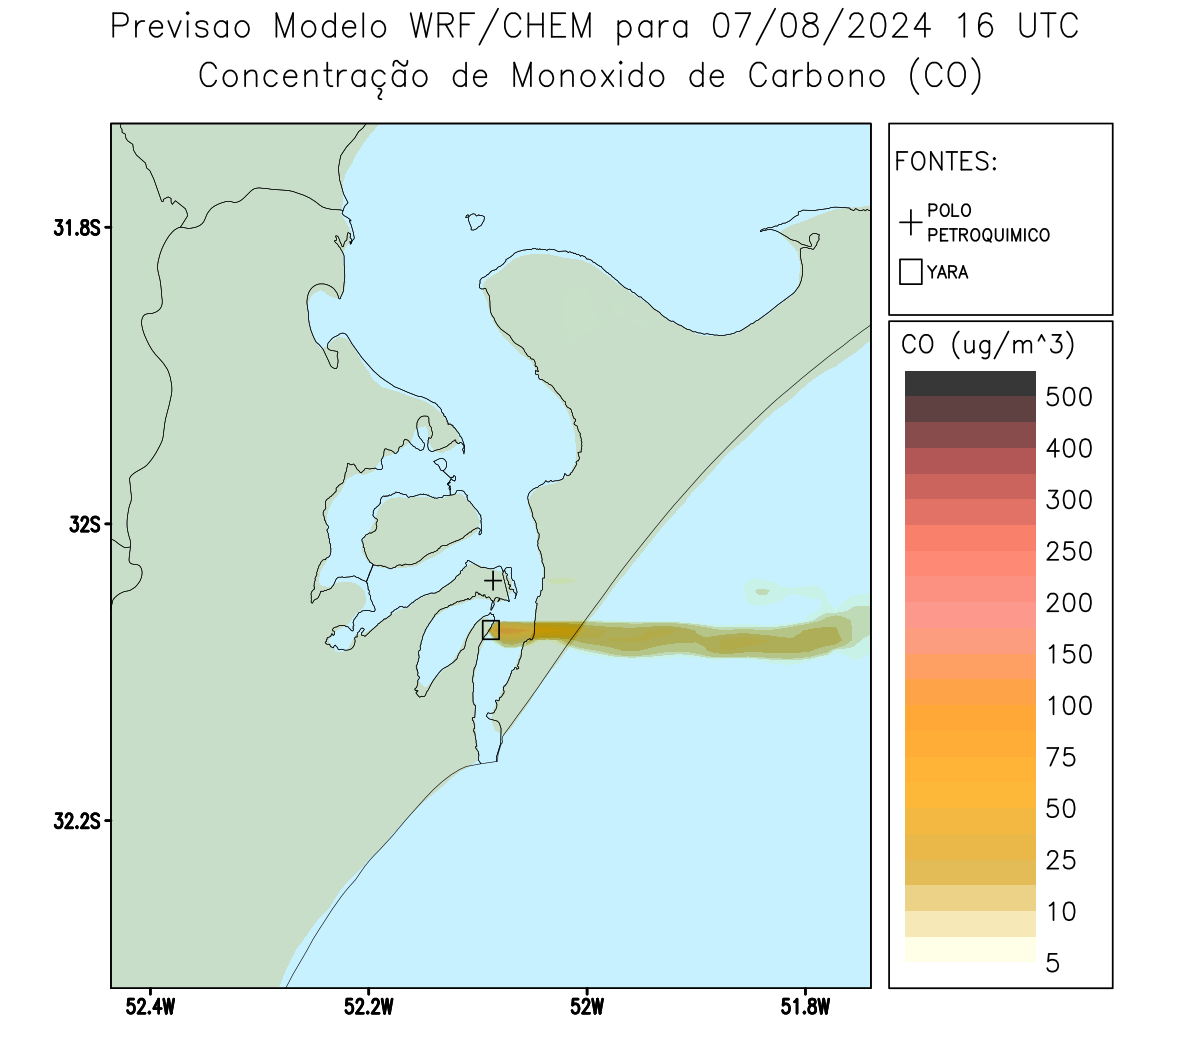 Previsao Modelo WRF/CHEM para 07/08/2024 16 UTC
Concentração de Monoxido de Carbono (CO)
FONTES:
POLO
PETROQUIMICO
YARA
31.8S
32S
32.2S
52.4W
52.2W
52W
51.8W
CO (ug/m^3)
500
400
300
250
200
150
100
75
50
25
10
5